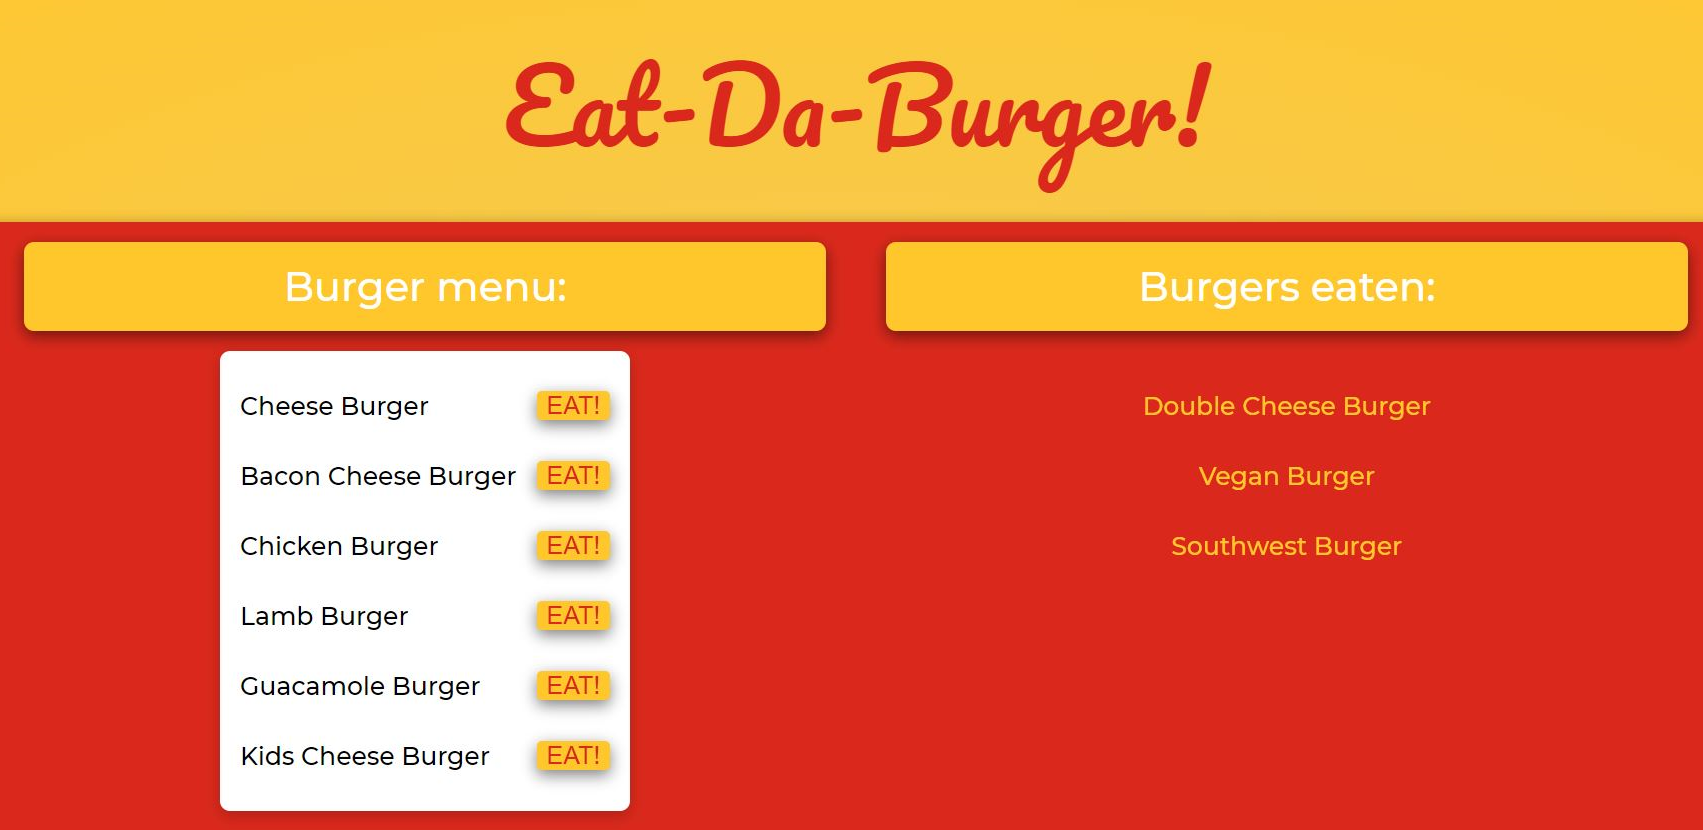 Eat-Da-Burger!
Burger menu:
Cheese Burger EAT!
Bacon Cheese Burger EAT!
Chicken Burger EAT!
Lamb Burger EAT!
Guacamole Burger EAT!
Kids Cheese Burger EAT!
Burgers eaten:
Double Cheese Burger
Vegan Burger
Southwest Burger